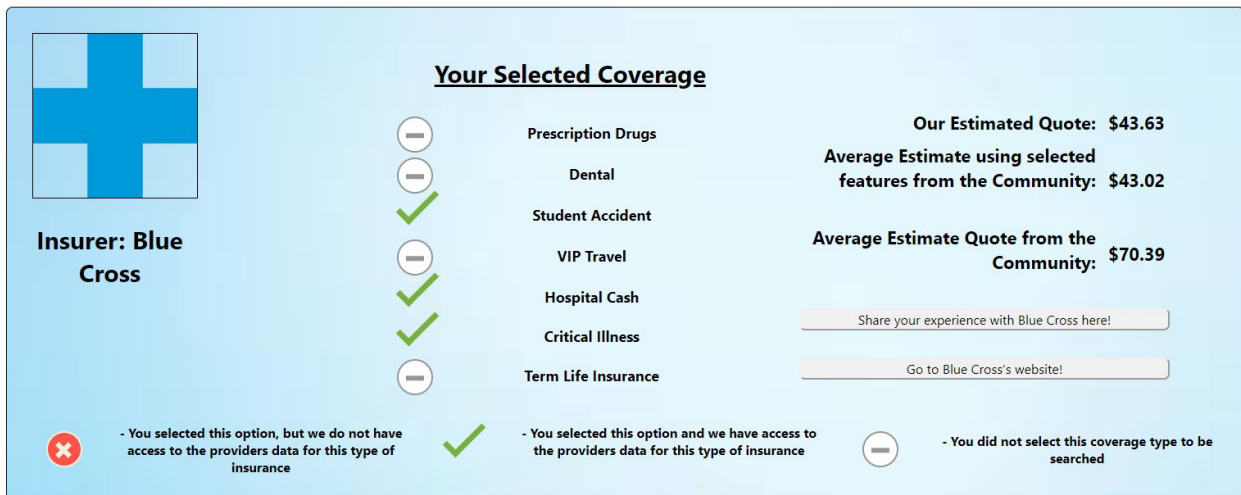 Your Selected Coverage
Insurer: Blue
Cross
Prescription Drugs
Dental
Student Accident
VIP Travel
Hospital Cash
Critical Illness
Term Life Insurance
Our Estimated Quote: $43.63
Average Estimate using selected
features from the Community: $43.02
Average Estimate Quote from the
Community: $70.39
Share your experience with Blue Cross here!
Go to Blue Cross's website!
- You selected this option, but we do not have
access to the providers data for this type of
insurance
- You selected this option and we have access to
the providers data for this type of insurance
- You did not select this coverage type to be
searched